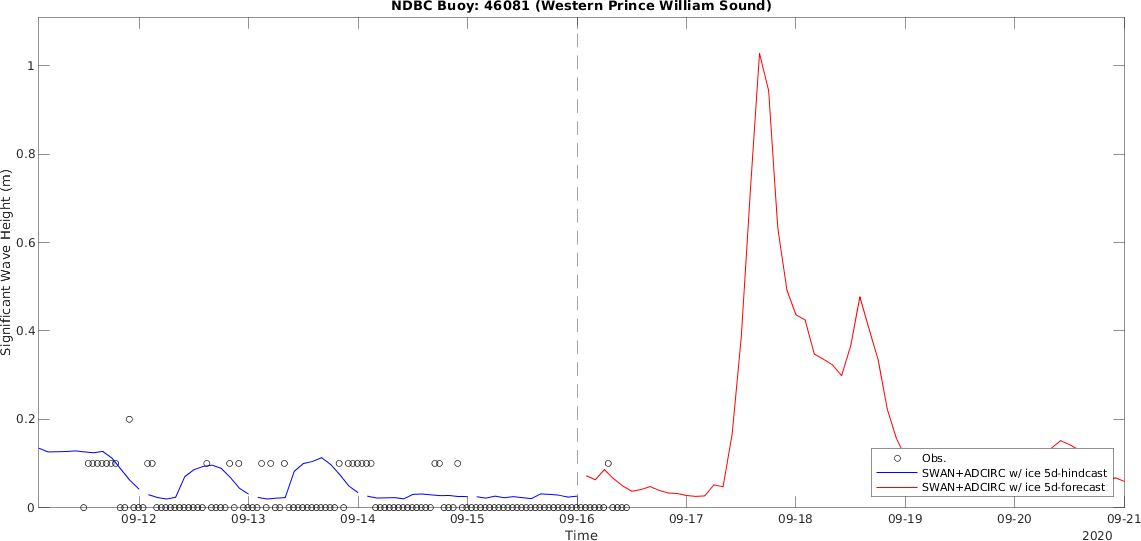 NDBC Buoy: 46081 (Western Prince William Sound)
Significant Wave Height (m)
1
0.8
0.6
0.4
0.2
0
Obs.
SWAN+ADCIRC w/ ice 5d-hindcast
SWAN+ADCIRC w/ ice 5d-forecast
09-12 09-13 09-14 09-15 09-16 09-17 09-18 09-19 09-20 09-21
Time
2020